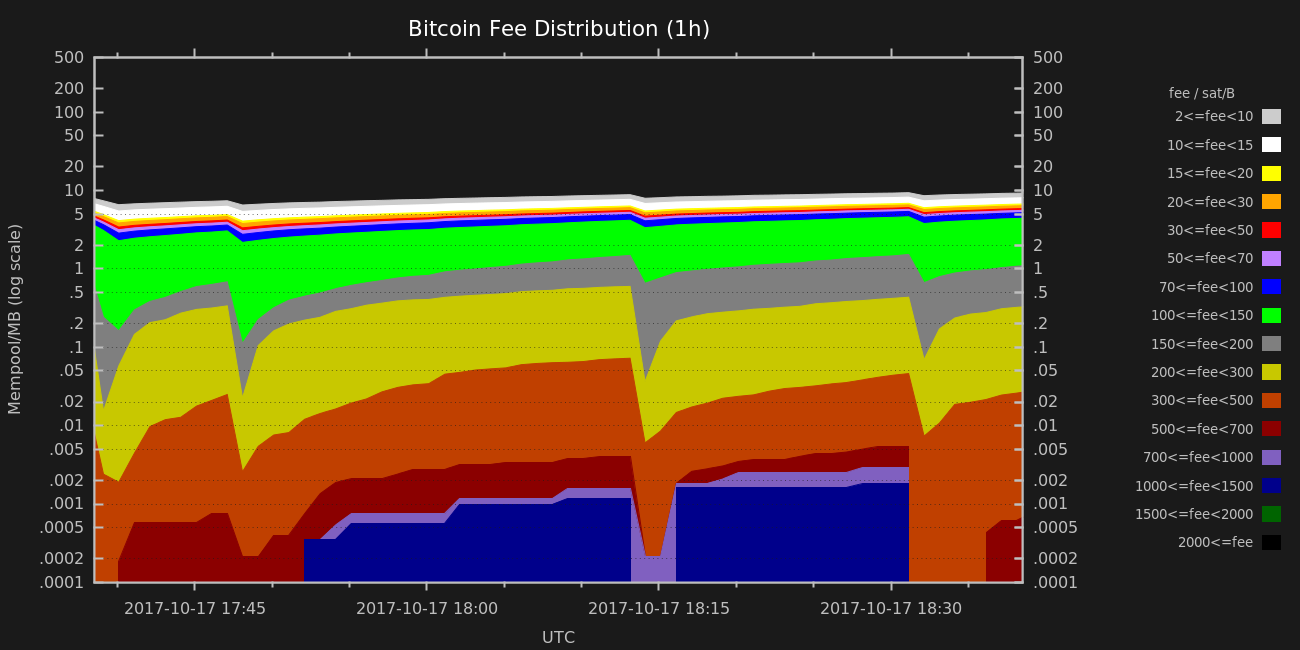 Bitcoin Fee Distribution (1h)
500
200
100
50
20
10
5
2
1
.5
.2
.1
.05
.02
.01
.005
.002
.001
.0005
.0002
.0001
Mempool/MB (log scale)
500
200
100
50
20
10
5
2
1
.5
.2
.1
.05
.02
.01
.005
.002
.001
.0005
.0002
.0001
fee / sat/B
2<=fee<10
10<=fee<15
15<=fee<20
20<=fee<30
30<=fee<50
50<=fee<70
70<=fee<100
100<=fee<150
150<=fee<200
200<=fee<300
300<=fee<500
500<=fee<700
700<=fee<1000
1000<=fee<1500
1500<=fee<2000
2000<=fee
2017-10-17 17:45 2017-10-17 18:00 2017-10-17 18:15 2017-10-17 18:30
UTC